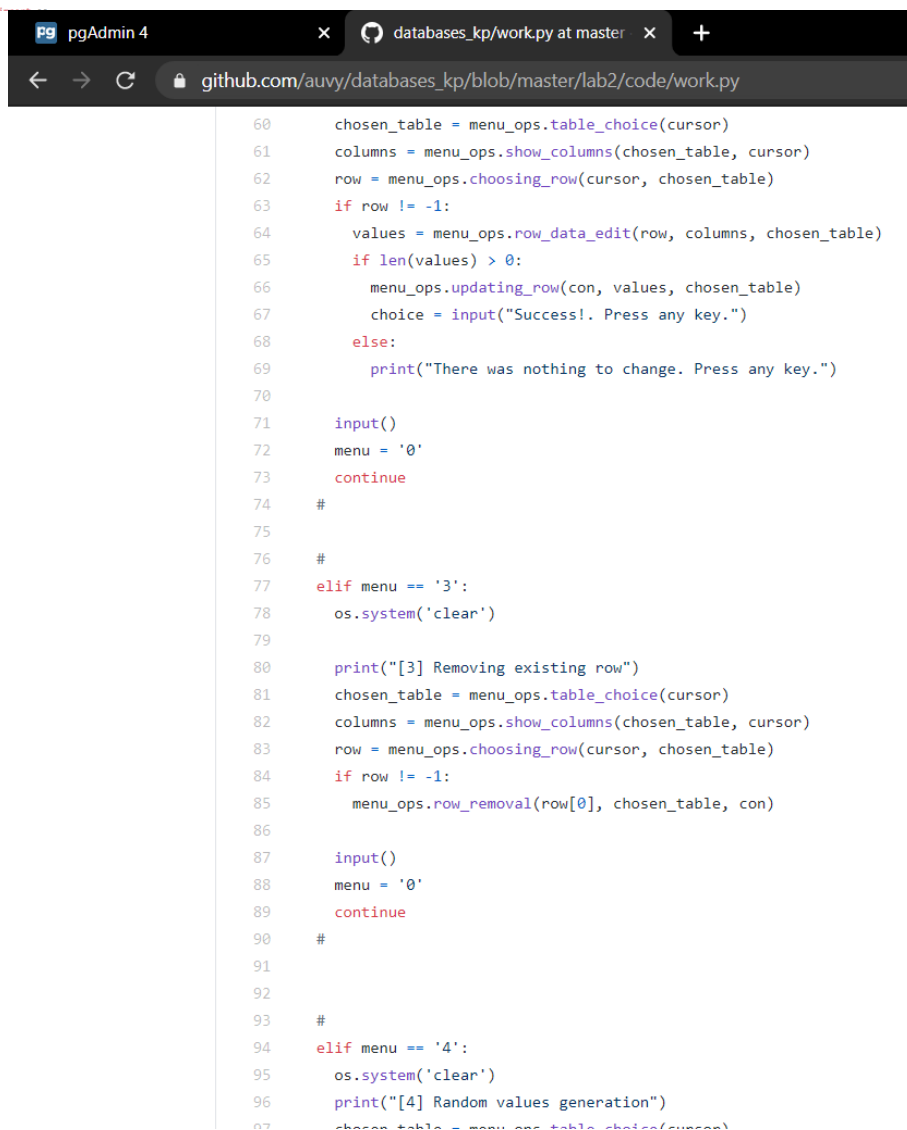 pgAdmin 4
databases_kp/work.py at master
github.com/auvy/databases_kp/blob/master/lab2/code/work.py
60 chosen_table = menu_ops.table_choice(cursor)
61 columns = menu_ops.show_columns(chosen_table, cursor)
62 row = menu_ops.choosing_row(cursor, chosen_table)
63 if row != -1:
64 values = menu_ops.row_data_edit(row, columns, chosen_table)
65 if len(values) > 0:
66 menu_ops.updating_row(con, values, chosen_table)
67 choice = input("Success!. Press any key.")
68 else:
69 print("There was nothing to change. Press any key.")
70
71 input()
72 menu = '0'
73 continue
74 #
75
76 #
77 elif menu == '3':
78 os.system('clear')
79
80 print("[3] Removing existing row")
81 chosen_table = menu_ops.table_choice(cursor)
82 columns = menu_ops.show_columns(chosen_table, cursor)
83 row = menu_ops.choosing_row(cursor, chosen_table)
84 if row != -1:
85 menu_ops.row_removal(row[0], chosen_table, con)
86
87 input()
88 menu = '0'
89 continue
90 #
91
92
93 #
94 elif menu == '4':
95 os.system('clear')
96 print("[4] Random values generation")
97 chosen_table = menu_ops.table_choice(cursor)